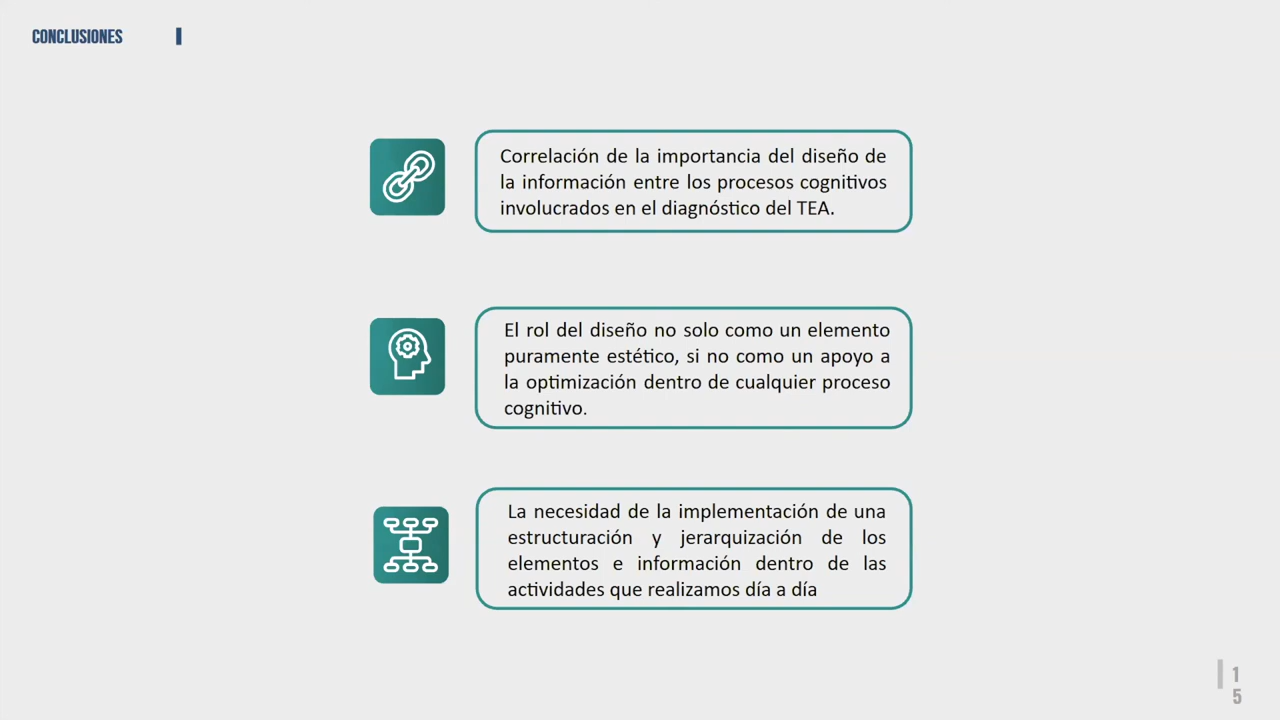 CONCLUSIONES
Correlación de la importancia del diseño de
la información entre los procesos cognitivos
involucrados en el diagnóstico del TEA.
El rol del diseño no solo como un elemento
puramente estético, si no como un apoyo a
la optimización dentro de cualquier proceso
cognitivo.
La necesidad de la implementación de una
estructuración y jerarquización de los
elementos e información dentro de las
actividades que realizamos día a día
1
5